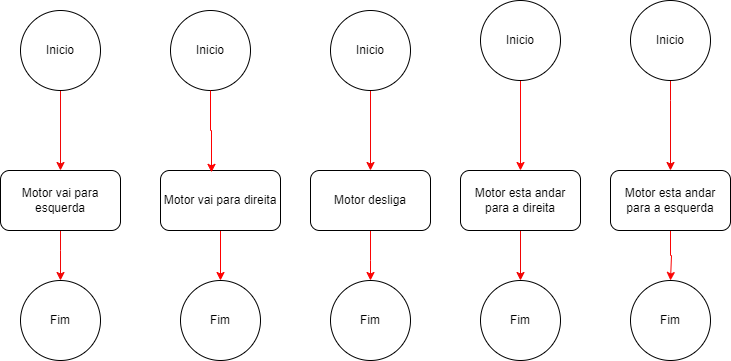 Inicio
Inicio
Inicio
Inicio
Inicio
Motor vai para
esquerda
Motor vai para direita
Motor desliga
Motor esta andar
para a direita
Motor esta andar
para a esquerda
Fim
Fim
Fim
Fim
Fim